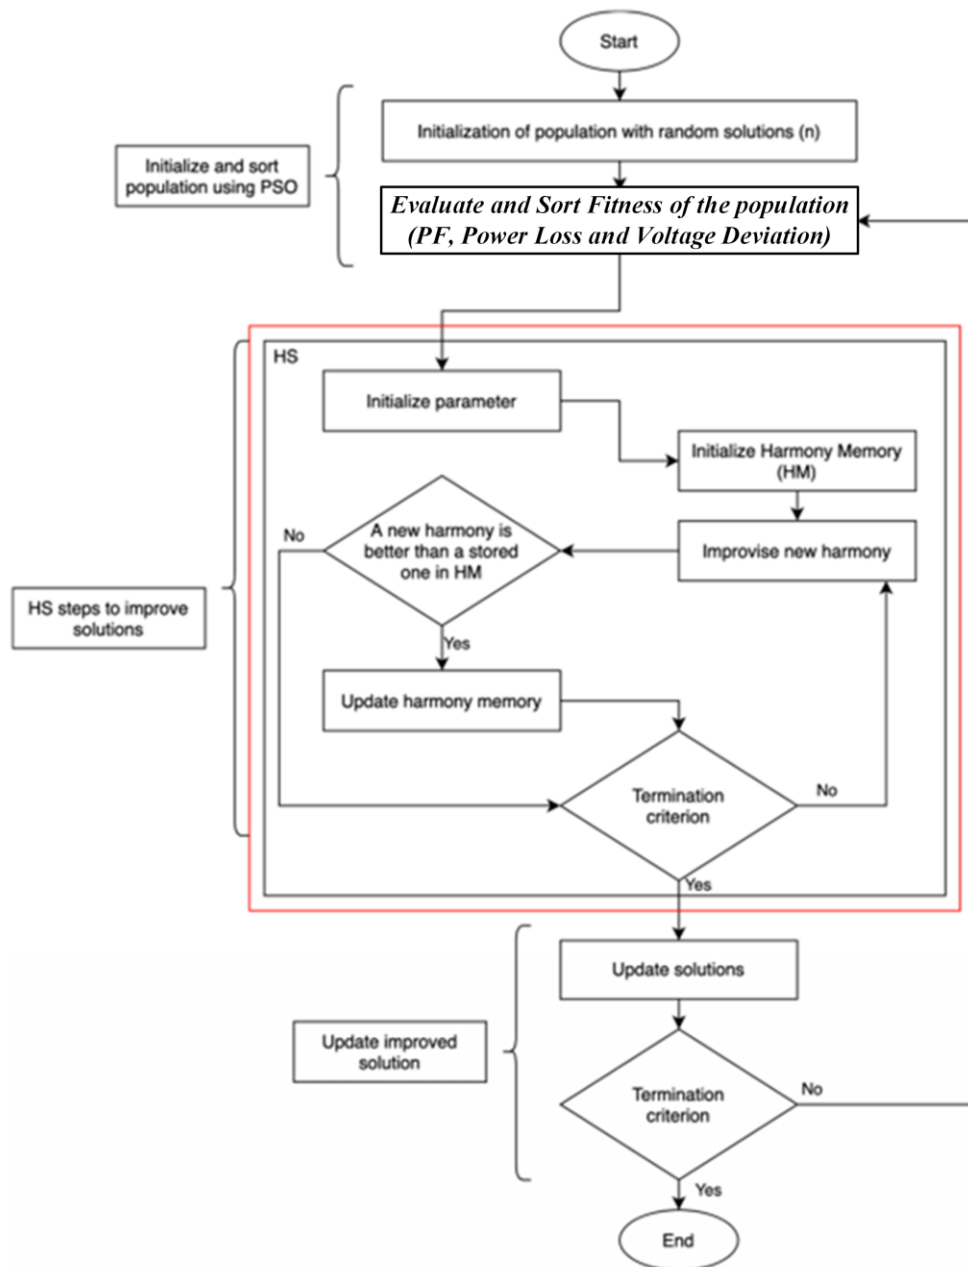 Start
Initialization of population with random solutions (n)
Initialize and sort
population using PSO
Evaluate and Sort Fitness of the population
(PF, Power Loss and Voltage Deviation)
HS
Initialize parameter
Initialize Harmony Memory
(HM)
Improvise new harmony
No
A new harmony is
better than a stored
one in HM
HS steps to improve
solutions
Yes
Update harmony memory
Termination
criterion
No
Yes
Update solutions
Update improved
solution
Termination
criterion
No
Yes
End